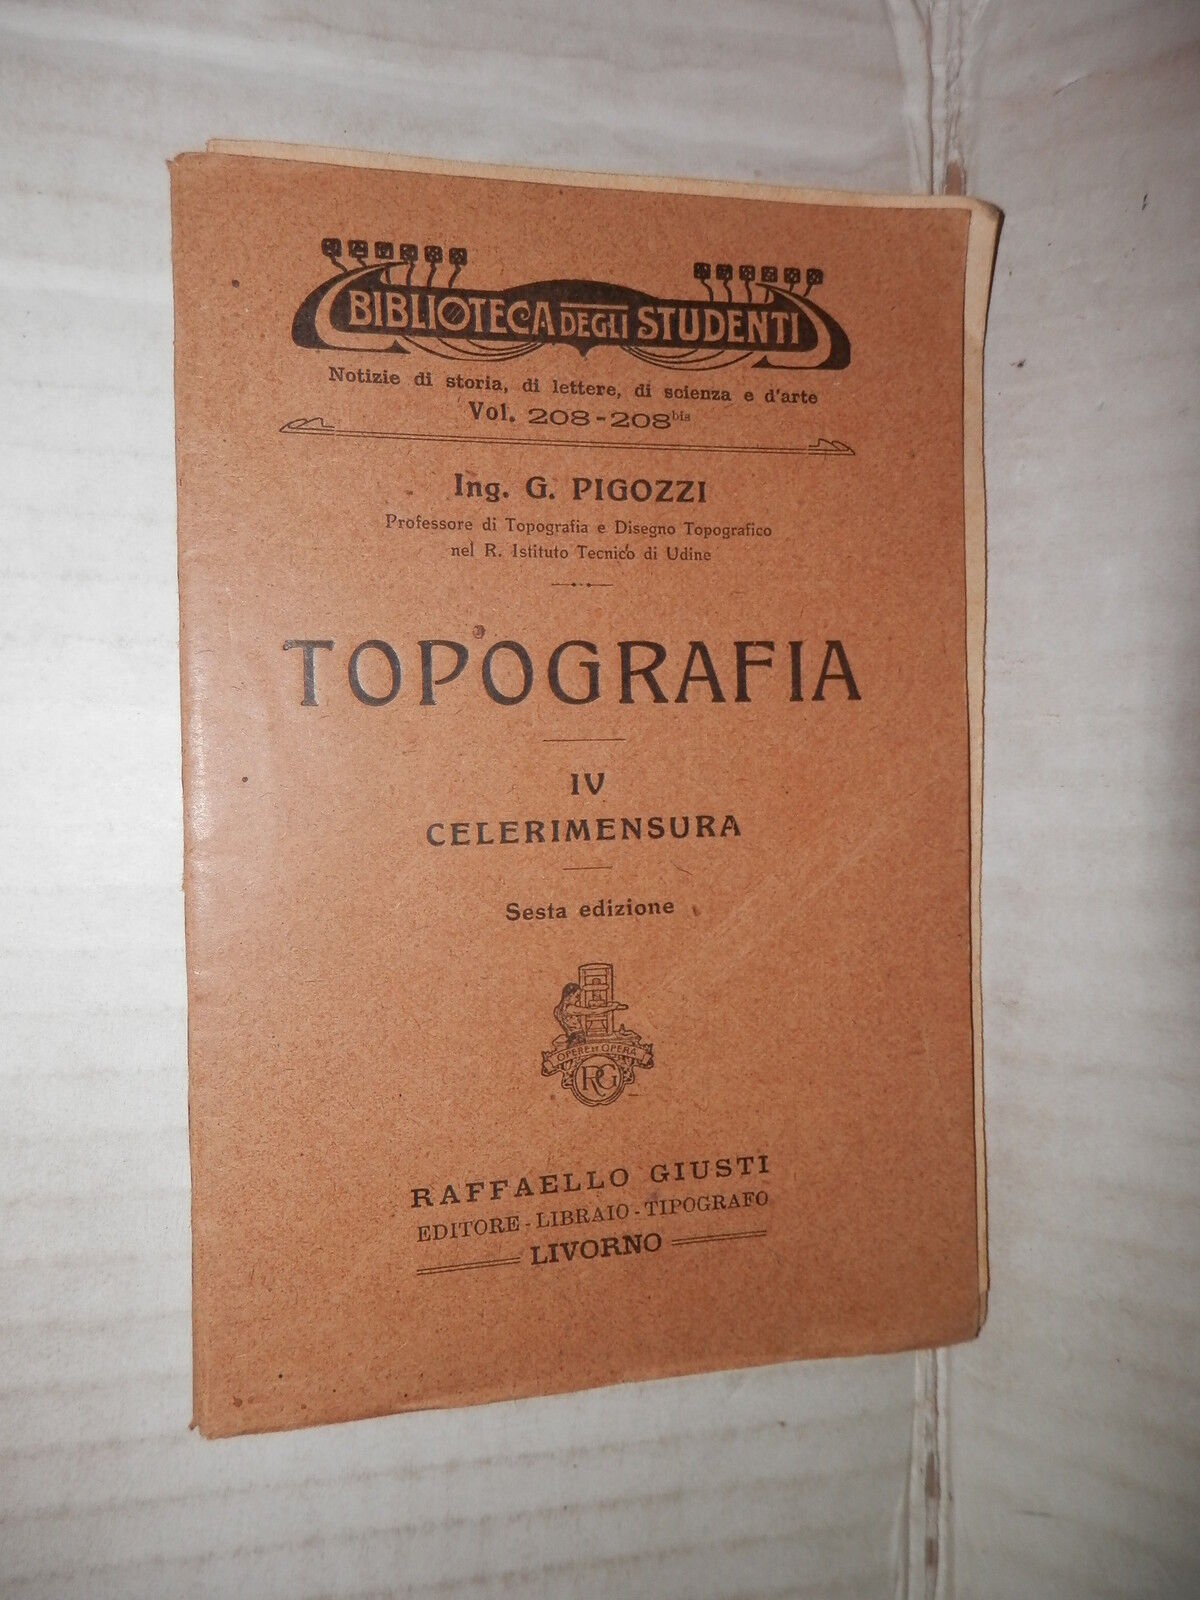 BIBLIOTECA DEGLI STUDENTI
Notizie di storia, di lettere, di scienza e d'arte
Vol. 208-208bis
Ing. G. PIGOZZI
Professore di Topografia e Disegno Topografico
nel R. Istituto Tecnico di Udine
TOPOGRAFIA
IV
CELERIMENSURA
Sesta edizione
OPERE ET OPERA
RG
RAFFAELLO GIUSTI
EDITORE-LIBRAIO-TIPOGRAFO
LIVORNO